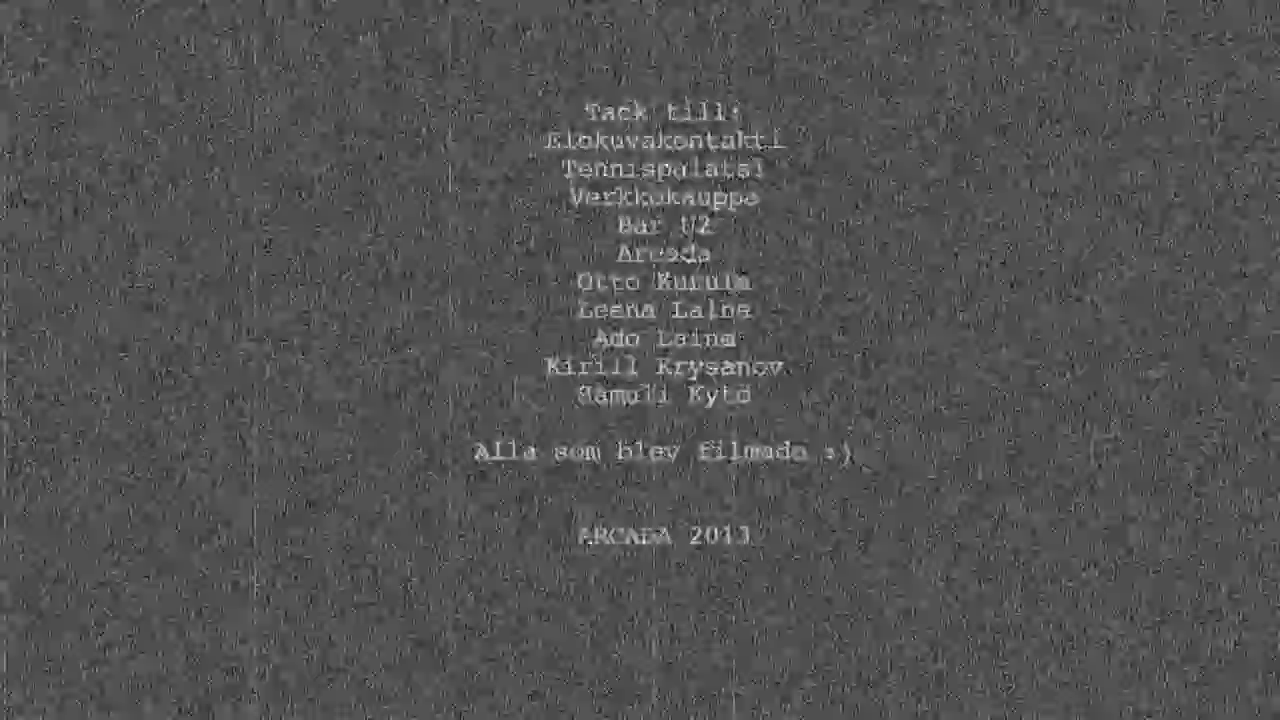 Tack till:
Elokuvakontakti
Tennispalatsi
Verkkokauppa
Bar U2
Arcada
Otto
Leena Laine
Ado Laine
Kirill Krysanov
Samuli Kytö
Alla som blev filmade :)
ARCADA 2013